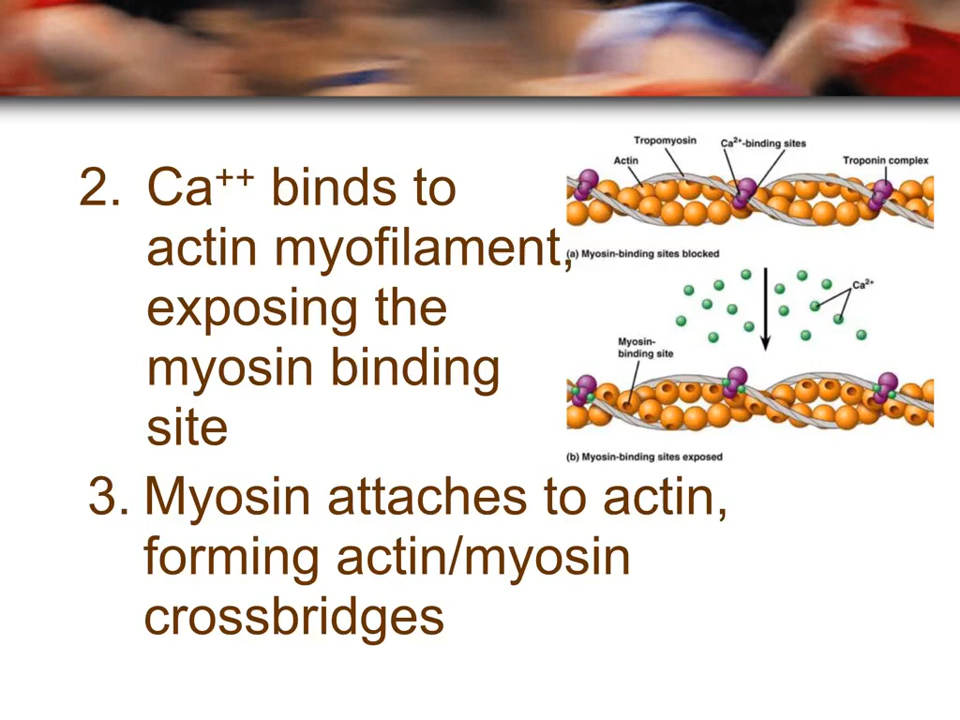 2. Ca⁺⁺ binds to
actin myofilament,
exposing the
myosin binding
site
3. Myosin attaches to actin,
forming actin/myosin
crossbridges
Tropomyosin
Ca²⁺-binding sites
Actin
Troponin complex
(a) Myosin-binding sites blocked
Ca²⁺
Myosin-
binding site
(b) Myosin-binding sites exposed